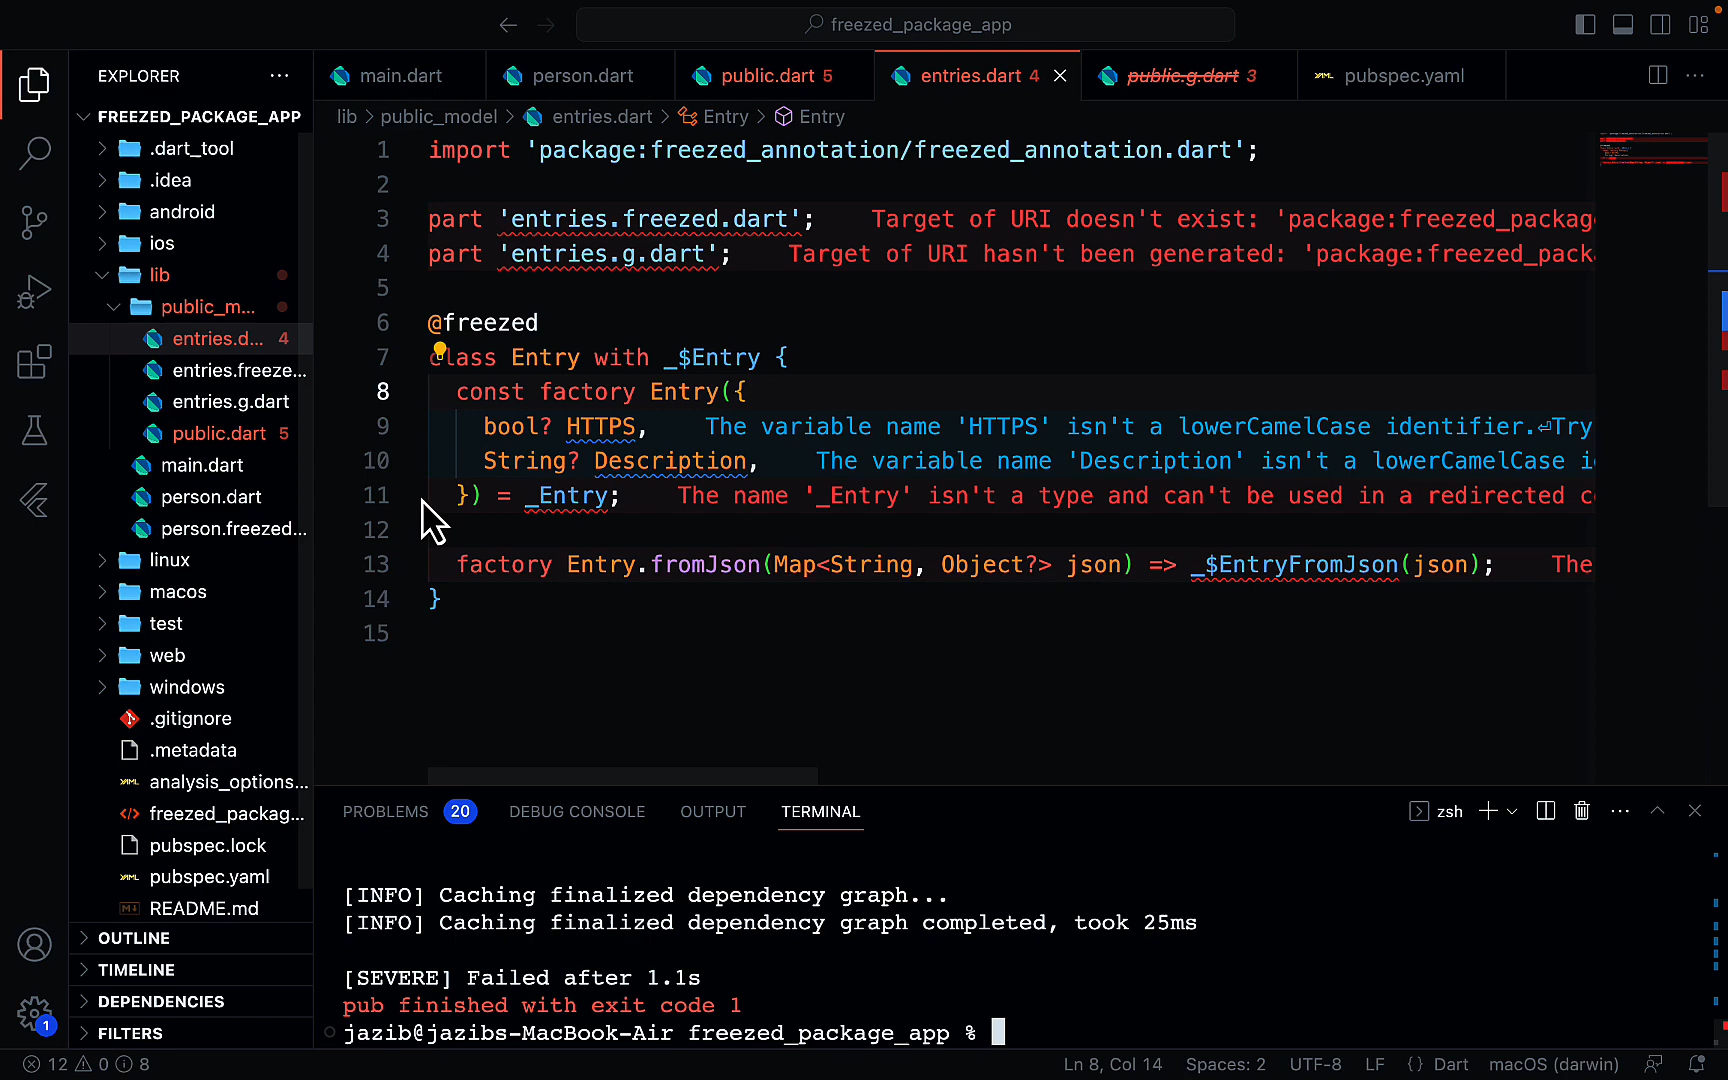 freezed_package_app
EXPLORER
main.dart
person.dart
public.dart 5
entries.dart 4
public.g.dart 3
pubspec.yaml
FREEZED_PACKAGE_APP
lib > public_model > entries.dart > Entry > Entry
.dart_tool
.idea
android
ios
lib
public_m...
entries.d... 4
entries.freeze...
entries.g.dart
public.dart 5
main.dart
person.dart
person.freezed...
linux
macos
test
web
windows
.gitignore
.metadata
analysis_options...
freezed_packag...
pubspec.lock
pubspec.yaml
README.md
OUTLINE
TIMELINE
DEPENDENCIES
FILTERS
1
1 import 'package:freezed_annotation/freezed_annotation.dart';
2
3 part 'entries.freezed.dart'; Target of URI doesn't exist: 'package:freezed_package
4 part 'entries.g.dart'; Target of URI hasn't been generated: 'package:freezed_pack
5
6 @freezed
7 class Entry with _$Entry {
8 const factory Entry({
9 bool? HTTPS, The variable name 'HTTPS' isn't a lowerCamelCase identifier.⏎Try
10 String? Description, The variable name 'Description' isn't a lowerCamelCase i
11 }) = _Entry; The name '_Entry' isn't a type and can't be used in a redirected c
12
13 factory Entry.fromJson(Map<String, Object?> json) => _$EntryFromJson(json); The
14 }
15
PROBLEMS 20 DEBUG CONSOLE OUTPUT TERMINAL
zsh
[INFO] Caching finalized dependency graph...
[INFO] Caching finalized dependency graph completed, took 25ms
[SEVERE] Failed after 1.1s
pub finished with exit code 1
jazib@jazibs-MacBook-Air freezed_package_app %
12 0 8
Ln 8, Col 14 Spaces: 2 UTF-8 LF {} Dart macOS (darwin)